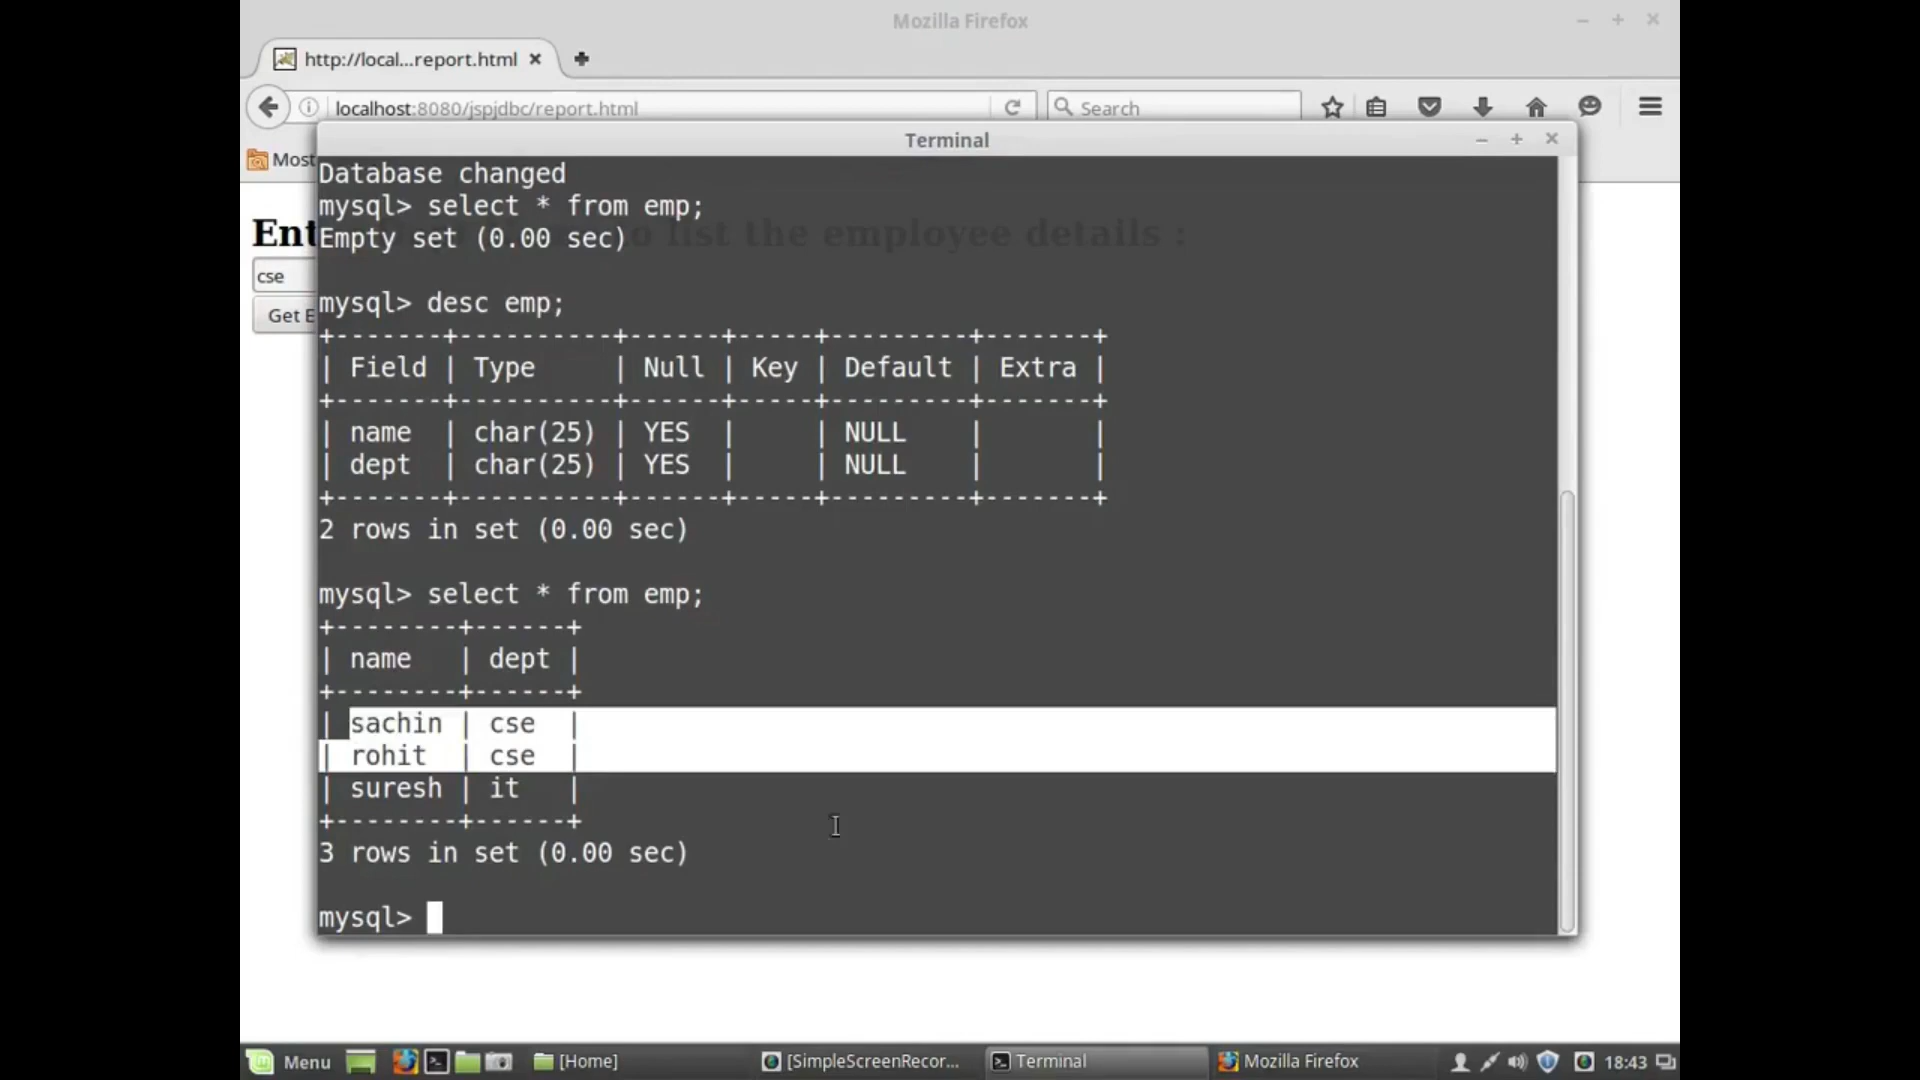 Mozilla Firefox
http://local...report.html
localhost:8080/jspjdbc/report.html
Search
Most
Terminal
Ent o list the employee details :
cse
Get E
Database changed
mysql> select * from emp;
Empty set (0.00 sec)
mysql> desc emp;
+-------+----------+------+-----+---------+-------+
| Field | Type     | Null | Key | Default | Extra |
+-------+----------+------+-----+---------+-------+
| name  | char(25) | YES  |     | NULL    |       |
| dept  | char(25) | YES  |     | NULL    |       |
+-------+----------+------+-----+---------+-------+
2 rows in set (0.00 sec)
mysql> select * from emp;
+--------+------+
| name   | dept |
+--------+------+
| sachin | cse  |
| rohit  | cse  |
| suresh | it   |
+--------+------+
3 rows in set (0.00 sec)
mysql>
Menu
[Home]
[SimpleScreenRecor...
Terminal
Mozilla Firefox
18:43